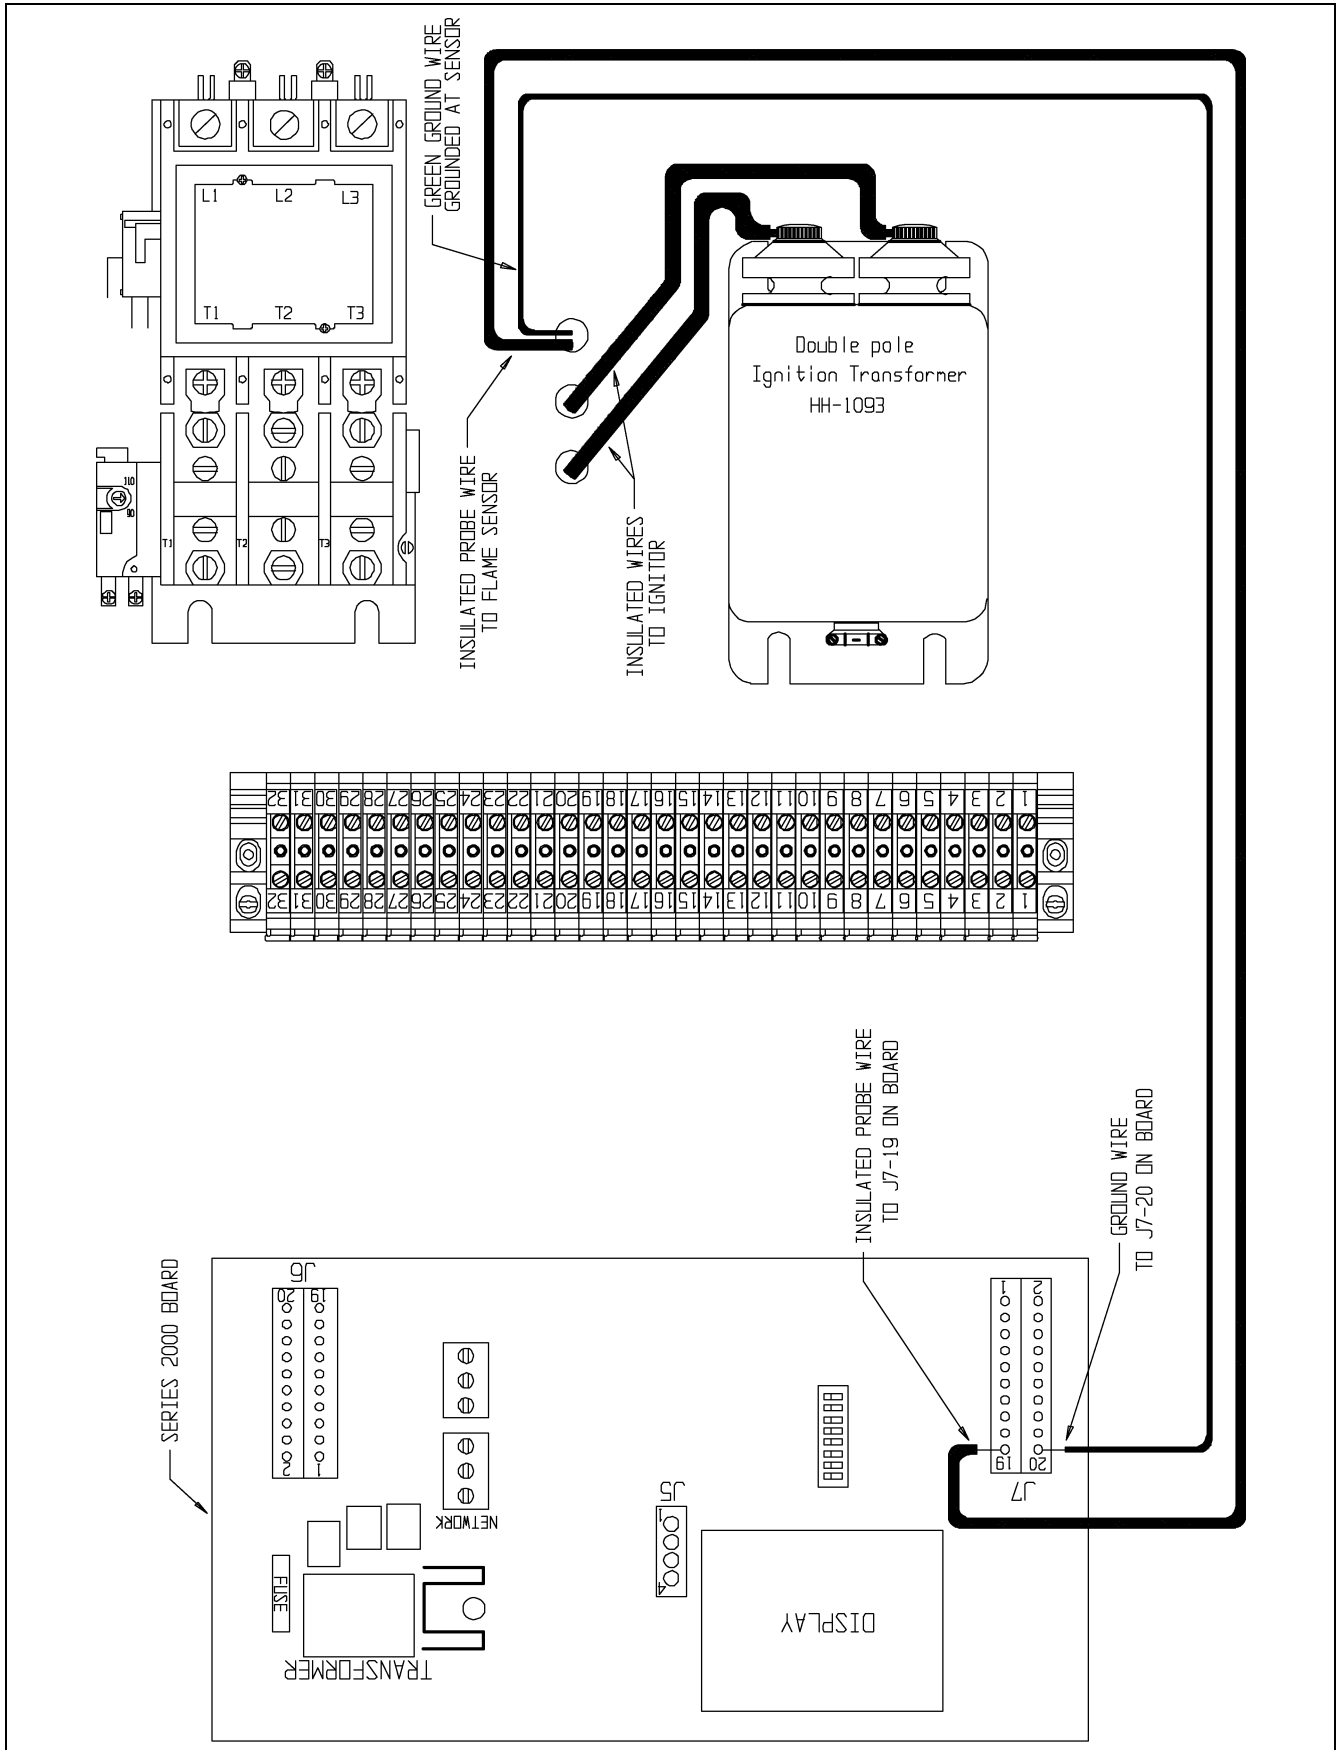 GREEN GROUND WIRE
GROUNDED AT SENSOR
L1 L2 L3
T1 T2 T3
110
90
T1 T2 T3
INSULATED PROBE WIRE
TO FLAME SENSOR
INSULATED WIRES
TO IGNITOR
Double pole
Ignition Transformer
HH-1093
32 31 30 29 28 27 26 25 24 23 22 21 20 19 18 17 16 15 14 13 12 11 10 9 8 7 6 5 4 3 2 1
32 31 30 29 28 27 26 25 24 23 22 21 20 19 18 17 16 15 14 13 12 11 10 9 8 7 6 5 4 3 2 1
INSULATED PROBE WIRE
TO J7-19 ON BOARD
GROUND WIRE
TO J7-20 ON BOARD
SERIES 2000 BOARD
J6
20 19
2 1
1 2
19 20
J7
NETWORK
J5
1
4
FUSE
TRANSFORMER
DISPLAY